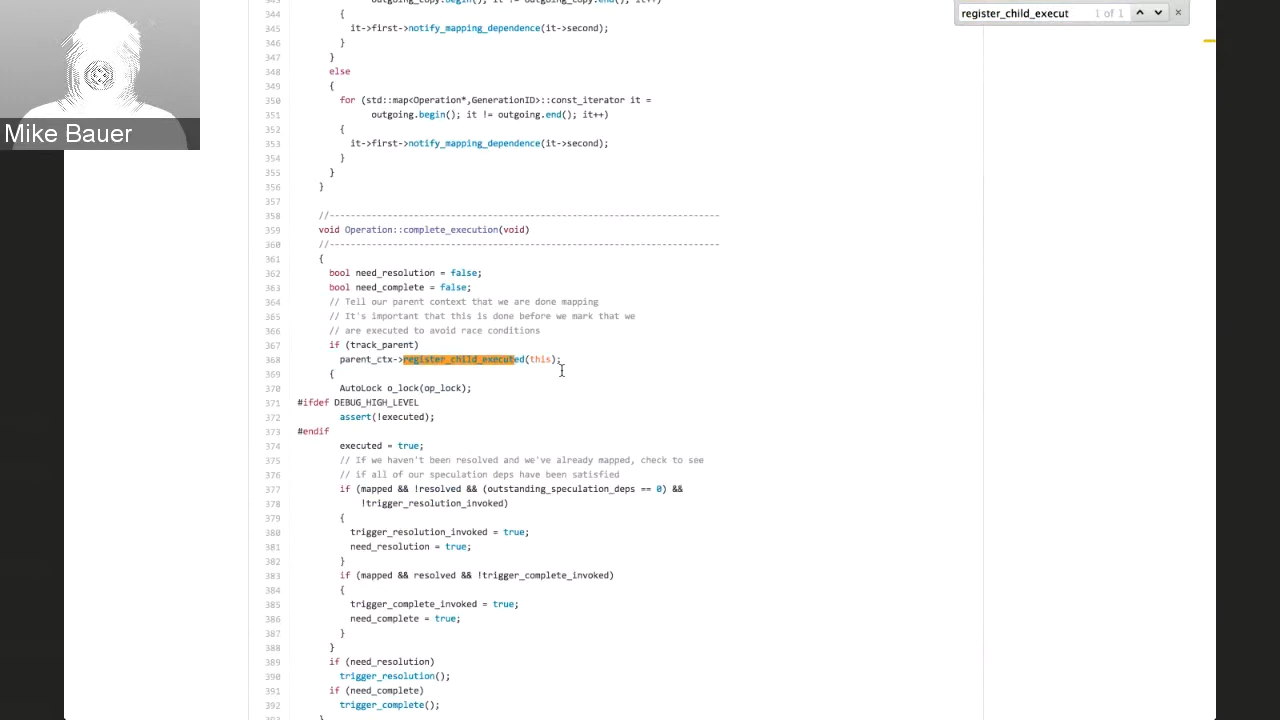 register_child_execut 1 of 1
Mike Bauer
344 {
345 it->first->notify_mapping_dependence(it->second);
346 }
347 }
348 else
349 {
350 for (std::map<Operation*,GenerationID>::const_iterator it =
351 outgoing.begin(); it != outgoing.end(); it++)
352 {
353 it->first->notify_mapping_dependence(it->second);
354 }
355 }
356 }
357
358 //--------------------------------------------------------------------------
359 void Operation::complete_execution(void)
360 //--------------------------------------------------------------------------
361 {
362 bool need_resolution = false;
363 bool need_complete = false;
364 // Tell our parent context that we are done mapping
365 // It's important that this is done before we mark that we
366 // are executed to avoid race conditions
367 if (track_parent)
368 parent_ctx->register_child_executed(this);
369 {
370 AutoLock o_lock(op_lock);
371 #ifdef DEBUG_HIGH_LEVEL
372 assert(!executed);
373 #endif
374 executed = true;
375 // If we haven't been resolved and we've already mapped, check to see
376 // if all of our speculation deps have been satisfied
377 if (mapped && !resolved && (outstanding_speculation_deps == 0) &&
378 !trigger_resolution_invoked)
379 {
380 trigger_resolution_invoked = true;
381 need_resolution = true;
382 }
383 if (mapped && resolved && !trigger_complete_invoked)
384 {
385 trigger_complete_invoked = true;
386 need_complete = true;
387 }
388 }
389 if (need_resolution)
390 trigger_resolution();
391 if (need_complete)
392 trigger_complete();